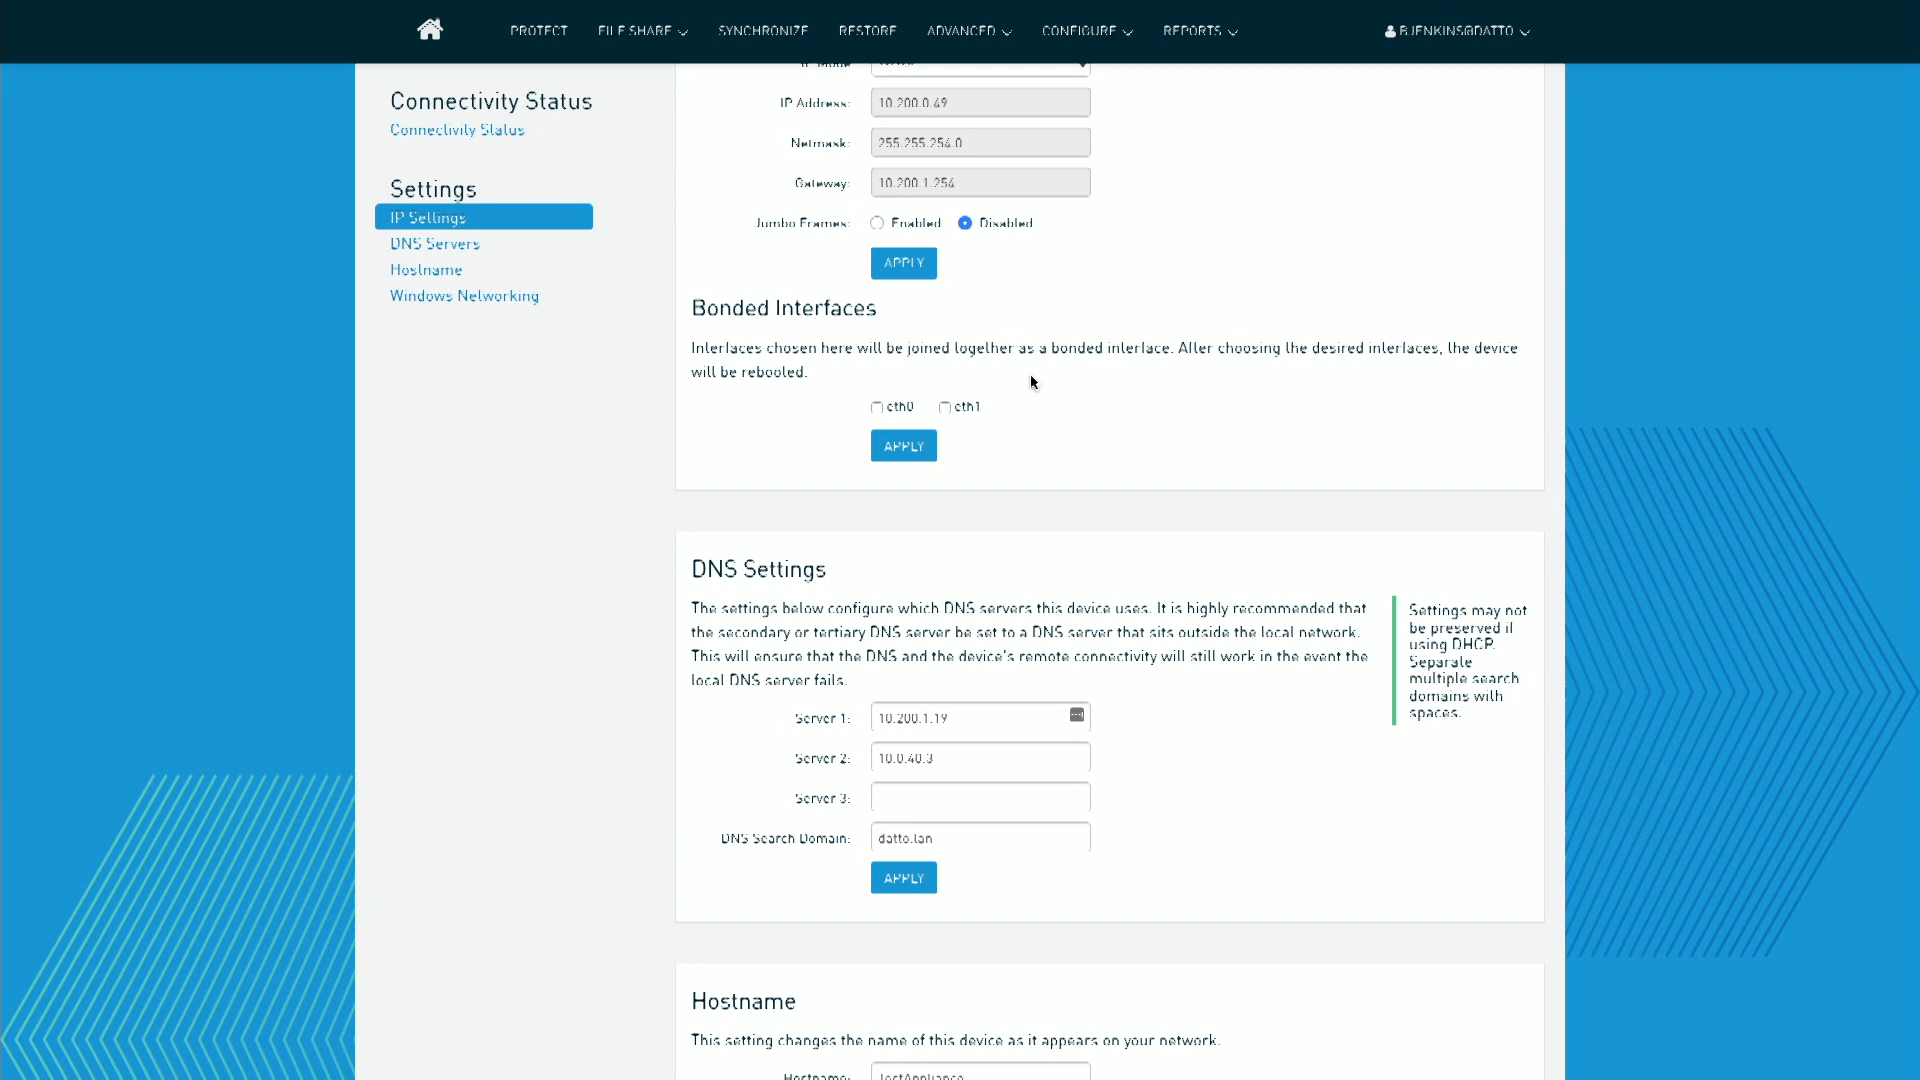 PROTECT FILE SHARE SYNCHRONIZE RESTORE ADVANCED CONFIGURE REPORTS BJENKINS@DATTO
Connectivity Status
Connectivity Status
Settings
IP Settings
DNS Servers
Hostname
Windows Networking
IP Mode
IP Address: 10.200.0.49
Netmask: 255.255.254.0
Gateway: 10.200.1.254
Jumbo Frames: Enabled Disabled
APPLY
Bonded Interfaces
Interfaces chosen here will be joined together as a bonded interface. After choosing the desired interfaces, the device
will be rebooted.
eth0 eth1
APPLY
DNS Settings
The settings below configure which DNS servers this device uses. It is highly recommended that
the secondary or tertiary DNS server be set to a DNS server that sits outside the local network.
This will ensure that the DNS and the device's remote connectivity will still work in the event the
local DNS server fails.
Settings may not
be preserved if
using DHCP.
Separate
multiple search
domains with
spaces.
Server 1: 10.200.1.19
Server 2: 10.0.40.3
Server 3:
DNS Search Domain: datto.lan
APPLY
Hostname
This setting changes the name of this device as it appears on your network.
Hostname: TestAppliance